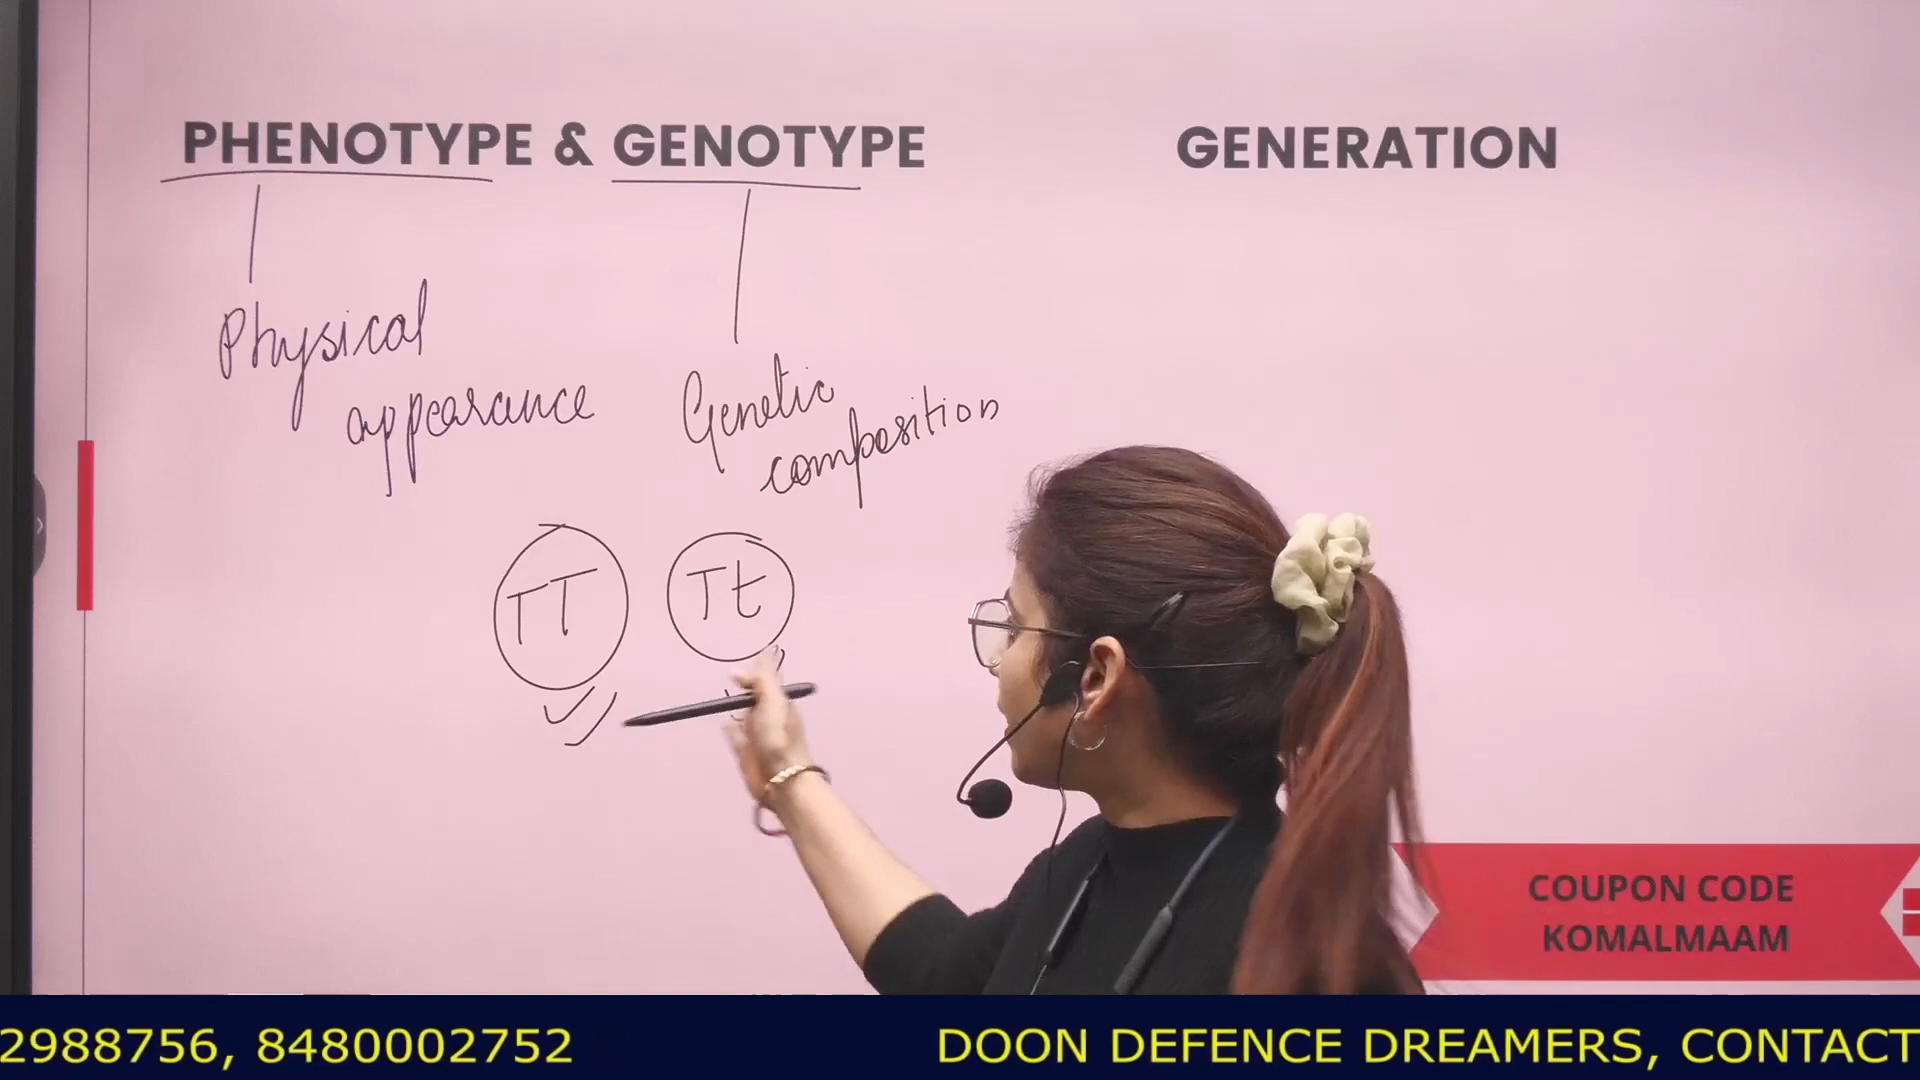 PHENOTYPE & GENOTYPE
GENERATION
Physical
appearance
Genetic
composition
TT
Tt
COUPON CODE
KOMALMAAM
2988756, 8480002752
DOON DEFENCE DREAMERS, CONTACT